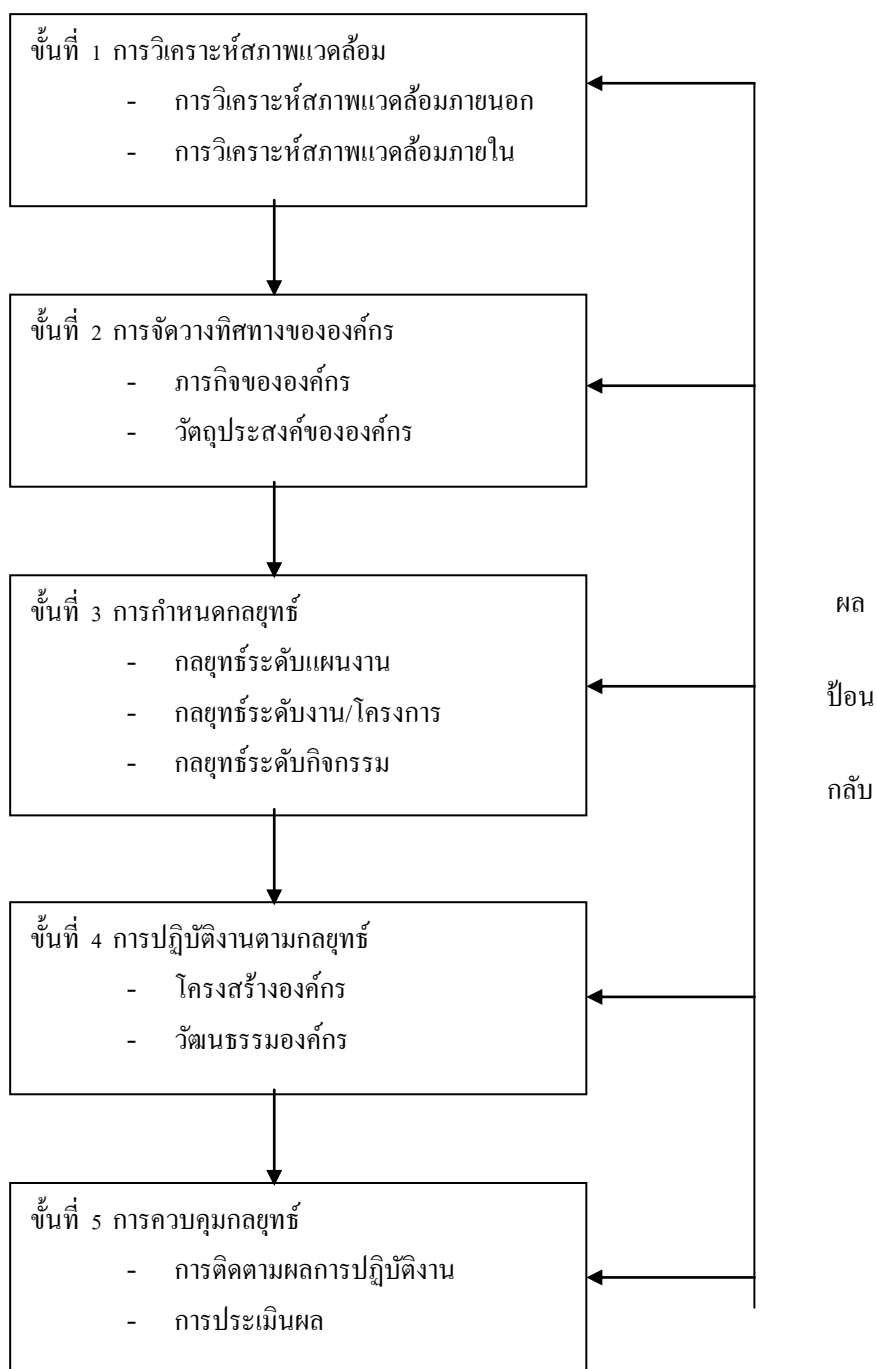 ขั้นที่ 1 การวิเคราะห์สภาพแวดล้อม
- การวิเคราะห์สภาพแวดล้อมภายนอก
- การวิเคราะห์สภาพแวดล้อมภายใน
ขั้นที่ 2 การจัดวางทิศทางขององค์กร
- ภารกิจขององค์กร
- วัตถุประสงค์ขององค์กร
ขั้นที่ 3 การกำหนดกลยุทธ์
- กลยุทธ์ระดับแผนงาน
- กลยุทธ์ระดับงาน/โครงการ
- กลยุทธ์ระดับกิจกรรม
ขั้นที่ 4 การปฏิบัติงานตามกลยุทธ์
- โครงสร้างองค์กร
- วัฒนธรรมองค์กร
ขั้นที่ 5 การควบคุมกลยุทธ์
- การติดตามผลการปฏิบัติงาน
- การประเมินผล
ผล
ป้อน
กลับ